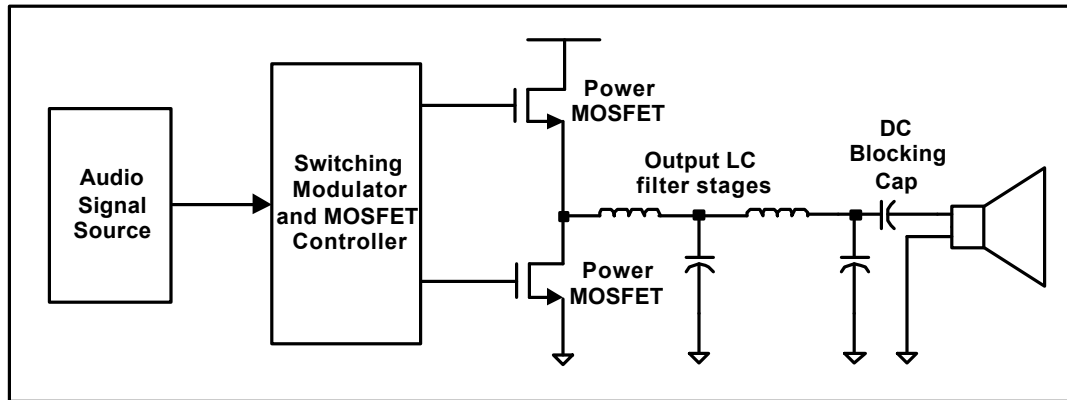 Audio
Signal
Source
Switching
Modulator
and MOSFET
Controller
Power
MOSFET
Power
MOSFET
Output LC
filter stages
DC
Blocking
Cap